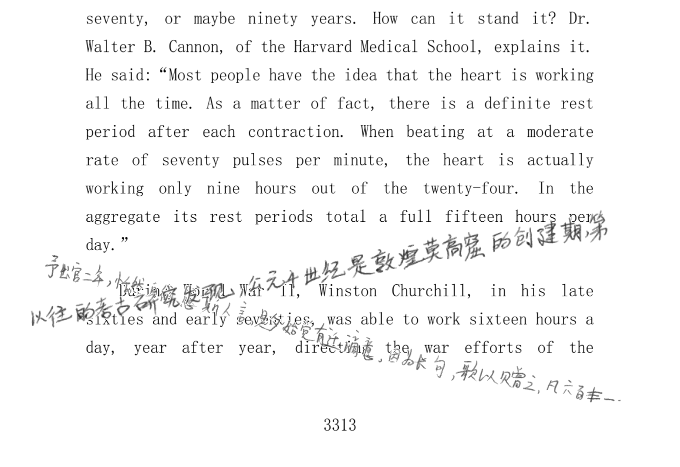 seventy, or maybe ninety years. How can it stand it? Dr.
Walter B. Cannon, of the Harvard Medical School, explains it.
He said: “Most people have the idea that the heart is working
all the time. As a matter of fact, there is a definite rest
period after each contraction. When beating at a moderate
rate of seventy pulses per minute, the heart is actually
working only nine hours out of the twenty-four. In the
aggregate its rest periods total a full fifteen hours per
day.”
以往的考古研究发现，公元4世纪是敦煌莫高窟的创建期，第
予出官二年，恬然自安，感斯人言，是夕始觉有迁谪意，因为长句，歌以赠之，凡六百一
During World War II, Winston Churchill, in his late
sixties and early seventies, was able to work sixteen hours a
day, year after year, directing the war efforts of the
3313